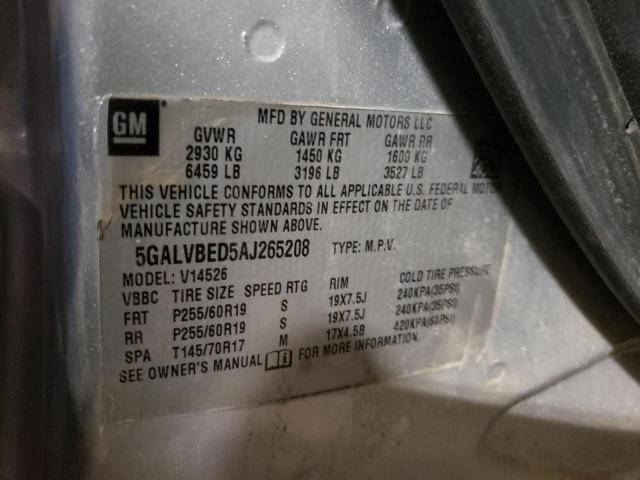 GM
MFD BY GENERAL MOTORS LLC
GVWR GAWR FRT GAWR RR
2930 KG 1450 KG 1600 KG
6459 LB 3196 LB 3527 LB
THIS VEHICLE CONFORMS TO ALL APPLICABLE U.S. FEDERAL MOTOR
VEHICLE SAFETY STANDARDS IN EFFECT ON THE DATE OF
MANUFACTURE SHOWN ABOVE.
5GALVBED5AJ265208 TYPE: M.P.V.
MODEL: V14526
VBBC TIRE SIZE SPEED RTG RIM COLD TIRE PRESSURE
FRT P255/60R19 S 19X7.5J 240KPA(35PSI)
RR P255/60R19 S 19X7.5J 240KPA(35PSI)
SPA T145/70R17 M 17X4.5B 420KPA(60PSI)
SEE OWNER'S MANUAL FOR MORE INFORMATION